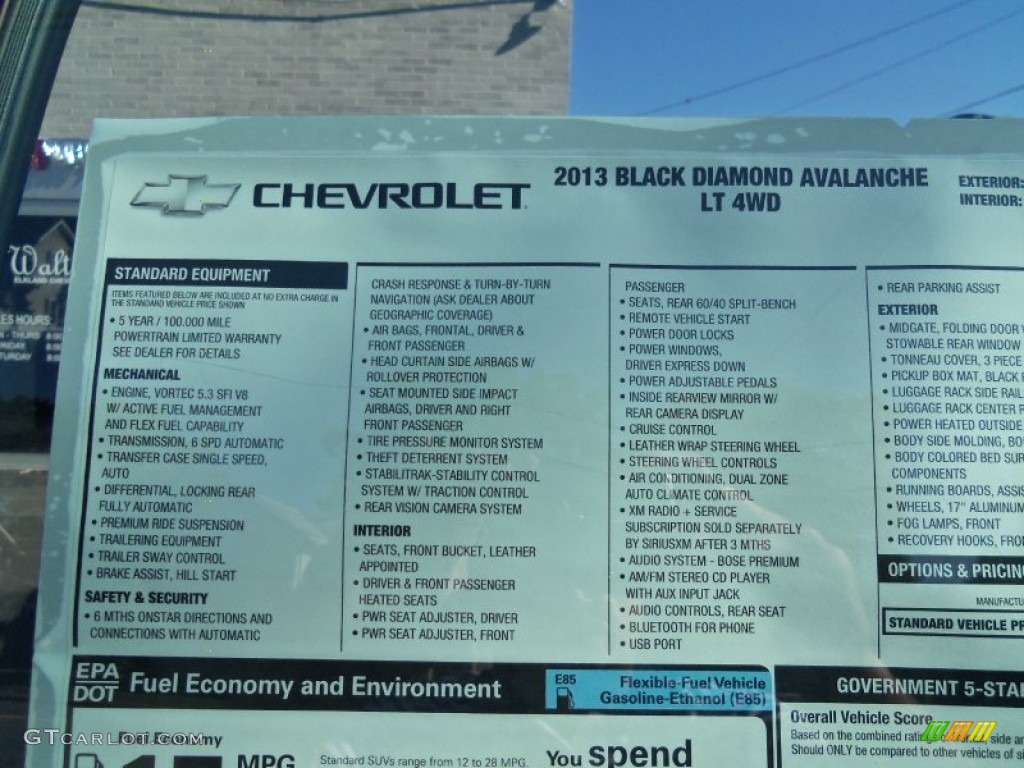 CHEVROLET
2013 BLACK DIAMOND AVALANCHE
LT 4WD
EXTERIOR:
INTERIOR:
STANDARD EQUIPMENT
ITEMS FEATURED BELOW ARE INCLUDED AT NO EXTRA CHARGE IN
THE STANDARD VEHICLE PRICE SHOWN
• 5 YEAR / 100,000 MILE
POWERTRAIN LIMITED WARRANTY
SEE DEALER FOR DETAILS
MECHANICAL
• ENGINE, VORTEC 5.3 SFI V8
W/ ACTIVE FUEL MANAGEMENT
AND FLEX FUEL CAPABILITY
• TRANSMISSION, 6 SPD AUTOMATIC
• TRANSFER CASE SINGLE SPEED,
AUTO
• DIFFERENTIAL, LOCKING REAR
FULLY AUTOMATIC
• PREMIUM RIDE SUSPENSION
• TRAILERING EQUIPMENT
• TRAILER SWAY CONTROL
• BRAKE ASSIST, HILL START
SAFETY & SECURITY
• 6 MTHS ONSTAR DIRECTIONS AND
CONNECTIONS WITH AUTOMATIC
CRASH RESPONSE & TURN-BY-TURN
NAVIGATION (ASK DEALER ABOUT
GEOGRAPHIC COVERAGE)
• AIR BAGS, FRONTAL, DRIVER &
FRONT PASSENGER
• HEAD CURTAIN SIDE AIRBAGS W/
ROLLOVER PROTECTION
• SEAT MOUNTED SIDE IMPACT
AIRBAGS, DRIVER AND RIGHT
FRONT PASSENGER
• TIRE PRESSURE MONITOR SYSTEM
• THEFT DETERRENT SYSTEM
• STABILITRAK-STABILITY CONTROL
SYSTEM W/ TRACTION CONTROL
• REAR VISION CAMERA SYSTEM
INTERIOR
• SEATS, FRONT BUCKET, LEATHER
APPOINTED
• DRIVER & FRONT PASSENGER
HEATED SEATS
• PWR SEAT ADJUSTER, DRIVER
• PWR SEAT ADJUSTER, FRONT
PASSENGER
• SEATS, REAR 60/40 SPLIT-BENCH
• REMOTE VEHICLE START
• POWER DOOR LOCKS
• POWER WINDOWS,
DRIVER EXPRESS DOWN
• POWER ADJUSTABLE PEDALS
• INSIDE REARVIEW MIRROR W/
REAR CAMERA DISPLAY
• CRUISE CONTROL
• LEATHER WRAP STEERING WHEEL
• STEERING WHEEL CONTROLS
• AIR CONDITIONING, DUAL ZONE
AUTO CLIMATE CONTROL
• XM RADIO + SERVICE
SUBSCRIPTION SOLD SEPARATELY
BY SIRIUSXM AFTER 3 MTHS
• AUDIO SYSTEM - BOSE PREMIUM
• AM/FM STEREO CD PLAYER
WITH AUX INPUT JACK
• AUDIO CONTROLS, REAR SEAT
• BLUETOOTH FOR PHONE
• USB PORT
• REAR PARKING ASSIST
EXTERIOR
• MIDGATE, FOLDING DOOR
STOWABLE REAR WINDOW
• TONNEAU COVER, 3 PIECE
• PICKUP BOX MAT, BLACK
• LUGGAGE RACK SIDE RAIL
• LUGGAGE RACK CENTER
• POWER HEATED OUTSIDE
• BODY SIDE MOLDING,
• BODY COLORED BED
COMPONENTS
• RUNNING BOARDS,
• WHEELS, 17" ALUMINUM
• FOG LAMPS, FRONT
• RECOVERY HOOKS,
OPTIONS & PRICIN
STANDARD VEHICLE
EPA
DOT
Fuel Economy and Environment
E85
Flexible-Fuel Vehicle
Gasoline-Ethanol (E85)
GOVERNMENT 5-STA
Fuel Economy
MPG
Standard SUVs range from 12 to 28 MPG.
You spend
Overall Vehicle Score
Based on the combined
Should ONLY be compared to other vehicles of
Walt
GTCARLOT.COM